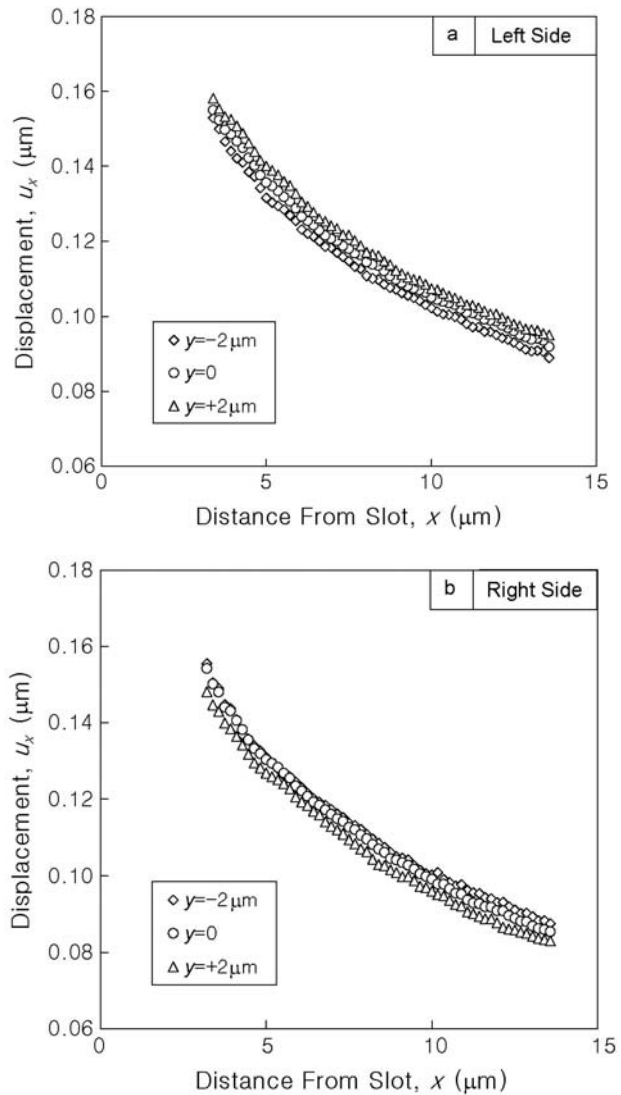 0.18
a Left Side
0.16
0.14
0.12
0.10
0.08
0.06
Displacement, uₓ (μm)
y=−2μm
y=0
y=+2μm
0 5 10 15
Distance From Slot, x (μm)
0.18
b Right Side
0.16
0.14
0.12
0.10
0.08
0.06
Displacement, uₓ (μm)
y=−2μm
y=0
y=+2μm
0 5 10 15
Distance From Slot, x (μm)